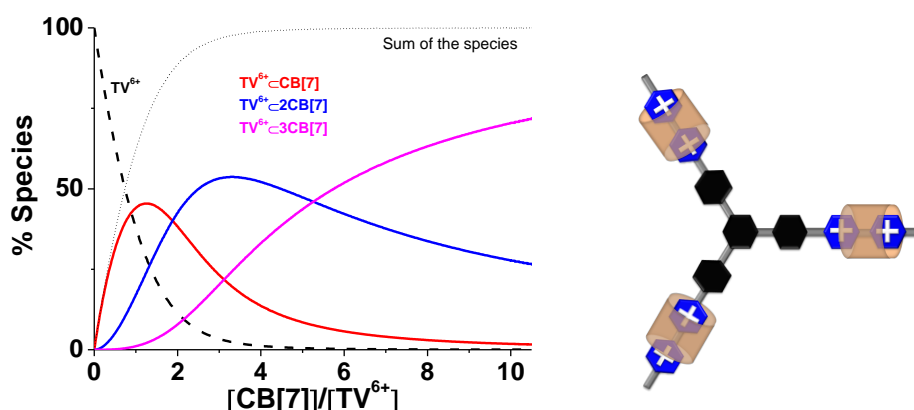 100
Sum of the species
TV⁶⁺
TV⁶⁺⊂CB[7]
TV⁶⁺⊂2CB[7]
TV⁶⁺⊂3CB[7]
50
% Species
0
0 2 4 6 8 10
[CB[7]]/[TV⁶⁺]
+ +
+ +
+ +